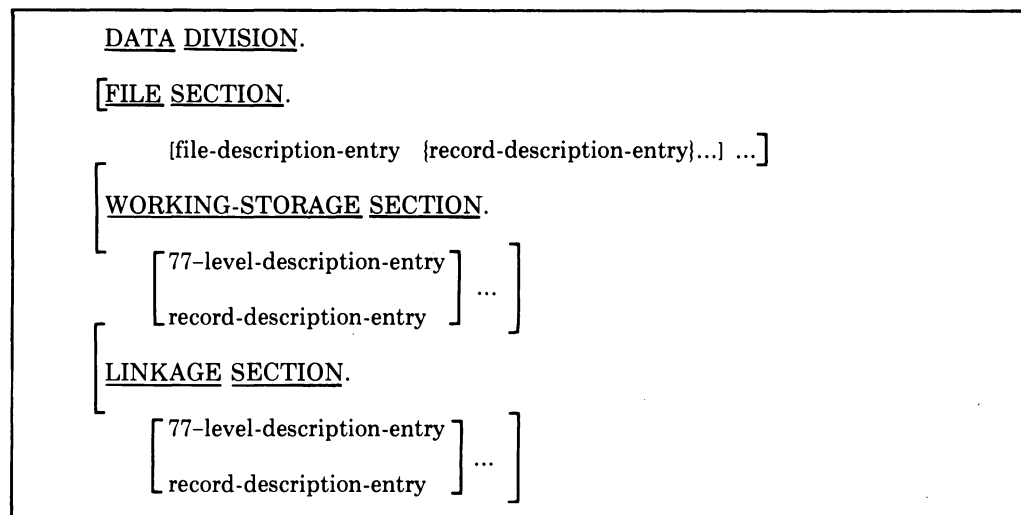 DATA DIVISION.
[FILE SECTION.
[file-description-entry {record-description-entry}...] ...]
[WORKING-STORAGE SECTION.
[77–level-description-entry
record-description-entry] ... ]
[LINKAGE SECTION.
[77–level-description-entry
record-description-entry] ... ]